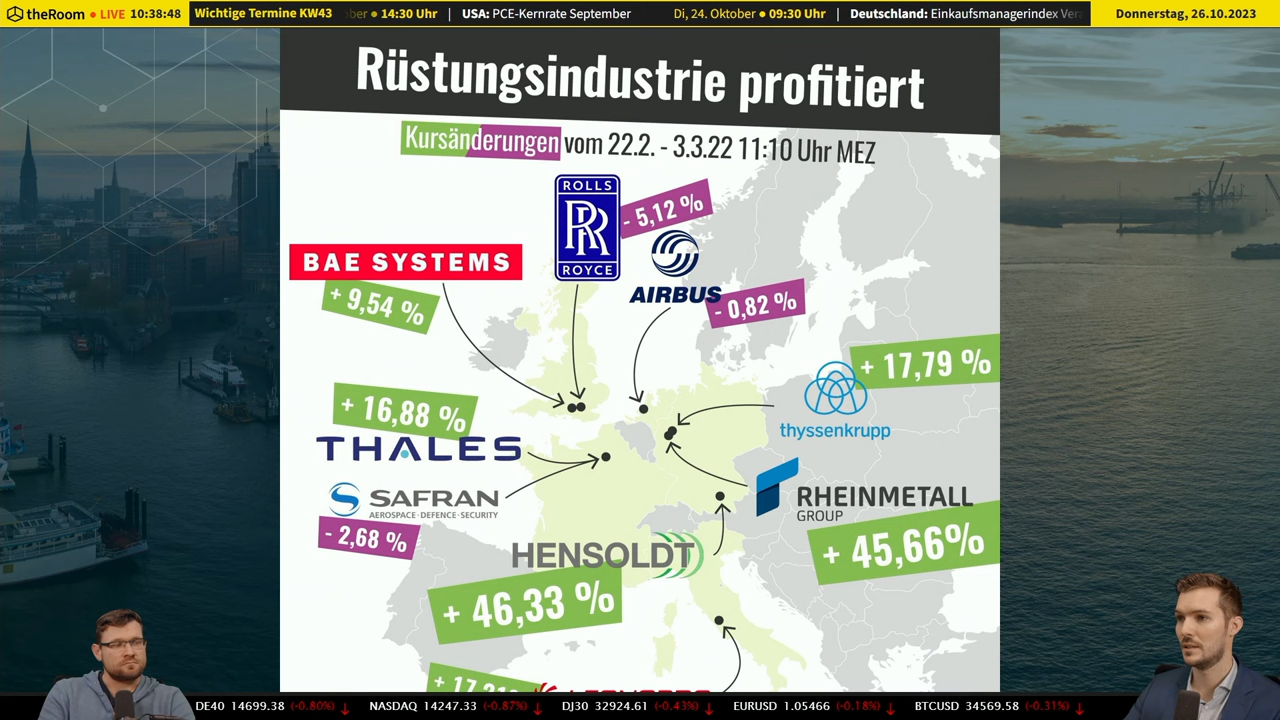 theRoom • LIVE 10:38:48
Wichtige Termine KW43
ber • 14:30 Uhr | USA: PCE-Kernrate September
Di, 24. Oktober • 09:30 Uhr | Deutschland: Einkaufsmanagerindex
Donnerstag, 26.10.2023
Rüstungsindustrie profitiert
Kursänderungen vom 22.2. - 3.3.22 11:10 Uhr MEZ
ROLLS
RR
ROYCE
- 5,12 %
BAE SYSTEMS
+ 9,54 %
AIRBUS
- 0,82 %
+ 17,79 %
thyssenkrupp
+ 16,88 %
THALES
SAFRAN
AEROSPACE · DEFENCE · SECURITY
- 2,68 %
RHEINMETALL
GROUP
+ 45,66%
HENSOLDT
+ 46,33 %
DE40 14699.38 (-0.80%) ↓ NASDAQ 14247.33 (-0.87%) ↓ DJ30 32924.61 (-0.43%) ↓ EURUSD 1.05466 (-0.18%) ↓ BTCUSD 34569.58 (-0.31%) ↓